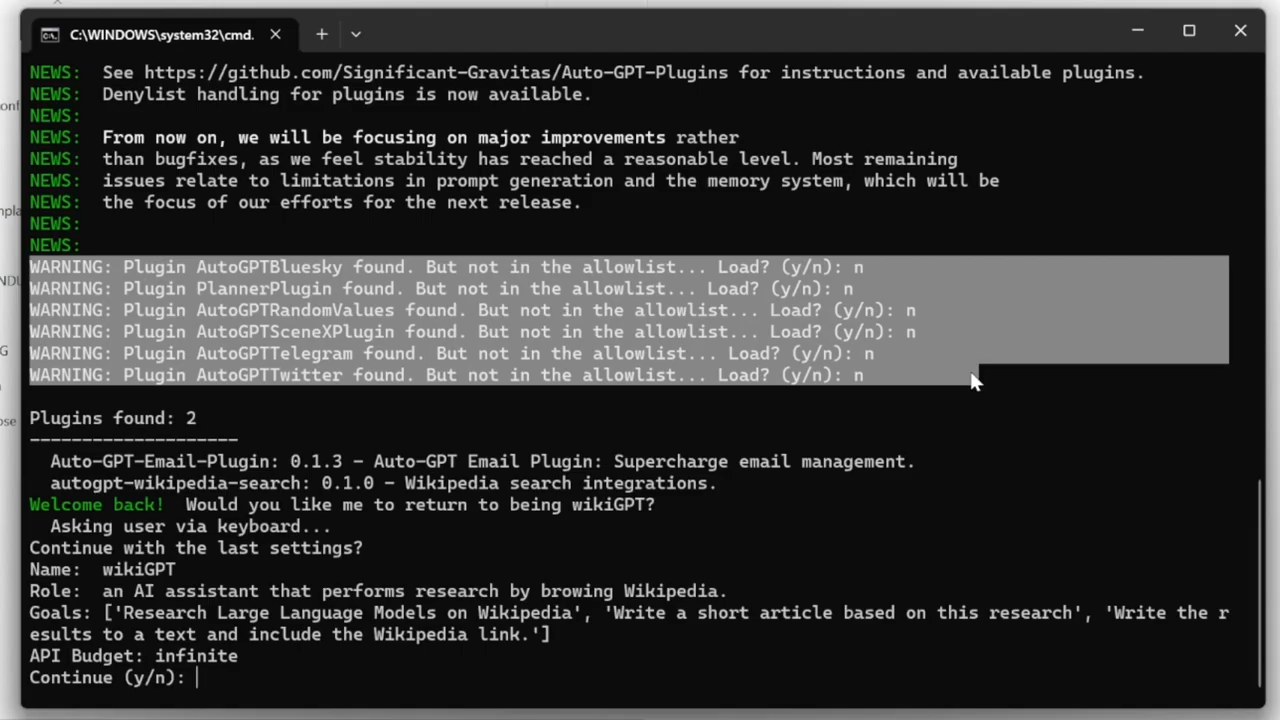 C:\WINDOWS\system32\cmd.
NEWS: See https://github.com/Significant-Gravitas/Auto-GPT-Plugins for instructions and available plugins.
NEWS: Denylist handling for plugins is now available.
NEWS:
NEWS: From now on, we will be focusing on major improvements rather
NEWS: than bugfixes, as we feel stability has reached a reasonable level. Most remaining
NEWS: issues relate to limitations in prompt generation and the memory system, which will be
NEWS: the focus of our efforts for the next release.
NEWS:
NEWS:
WARNING: Plugin AutoGPTBluesky found. But not in the allowlist... Load? (y/n): n
WARNING: Plugin PlannerPlugin found. But not in the allowlist... Load? (y/n): n
WARNING: Plugin AutoGPTRandomValues found. But not in the allowlist... Load? (y/n): n
WARNING: Plugin AutoGPTSceneXPlugin found. But not in the allowlist... Load? (y/n): n
WARNING: Plugin AutoGPTTelegram found. But not in the allowlist... Load? (y/n): n
WARNING: Plugin AutoGPTTwitter found. But not in the allowlist... Load? (y/n): n
Plugins found: 2
--------------------
Auto-GPT-Email-Plugin: 0.1.3 - Auto-GPT Email Plugin: Supercharge email management.
autogpt-wikipedia-search: 0.1.0 - Wikipedia search integrations.
Welcome back! Would you like me to return to being wikiGPT?
Asking user via keyboard...
Continue with the last settings?
Name: wikiGPT
Role: an AI assistant that performs research by browing Wikipedia.
Goals: ['Research Large Language Models on Wikipedia', 'Write a short article based on this research', 'Write the r
esults to a text and include the Wikipedia link.']
API Budget: infinite
Continue (y/n):